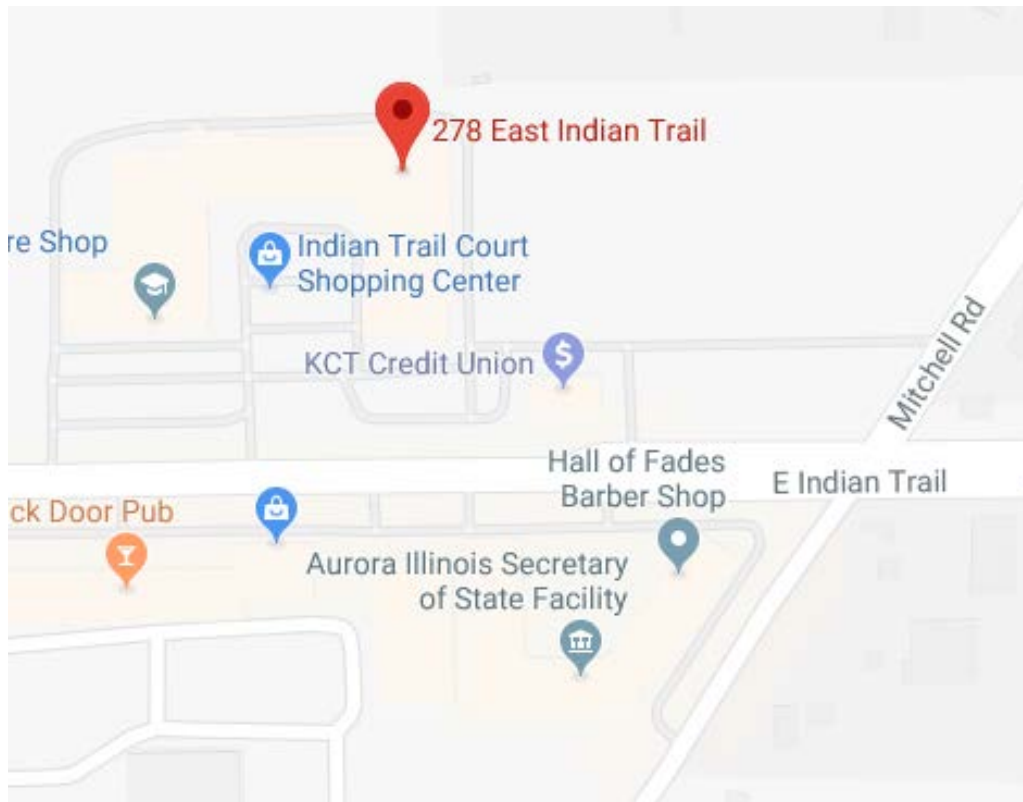 278 East Indian Trail
re Shop
Indian Trail Court
Shopping Center
KCT Credit Union
$
Mitchell Rd
Hall of Fades
Barber Shop
E Indian Trail
ck Door Pub
Aurora Illinois Secretary
of State Facility